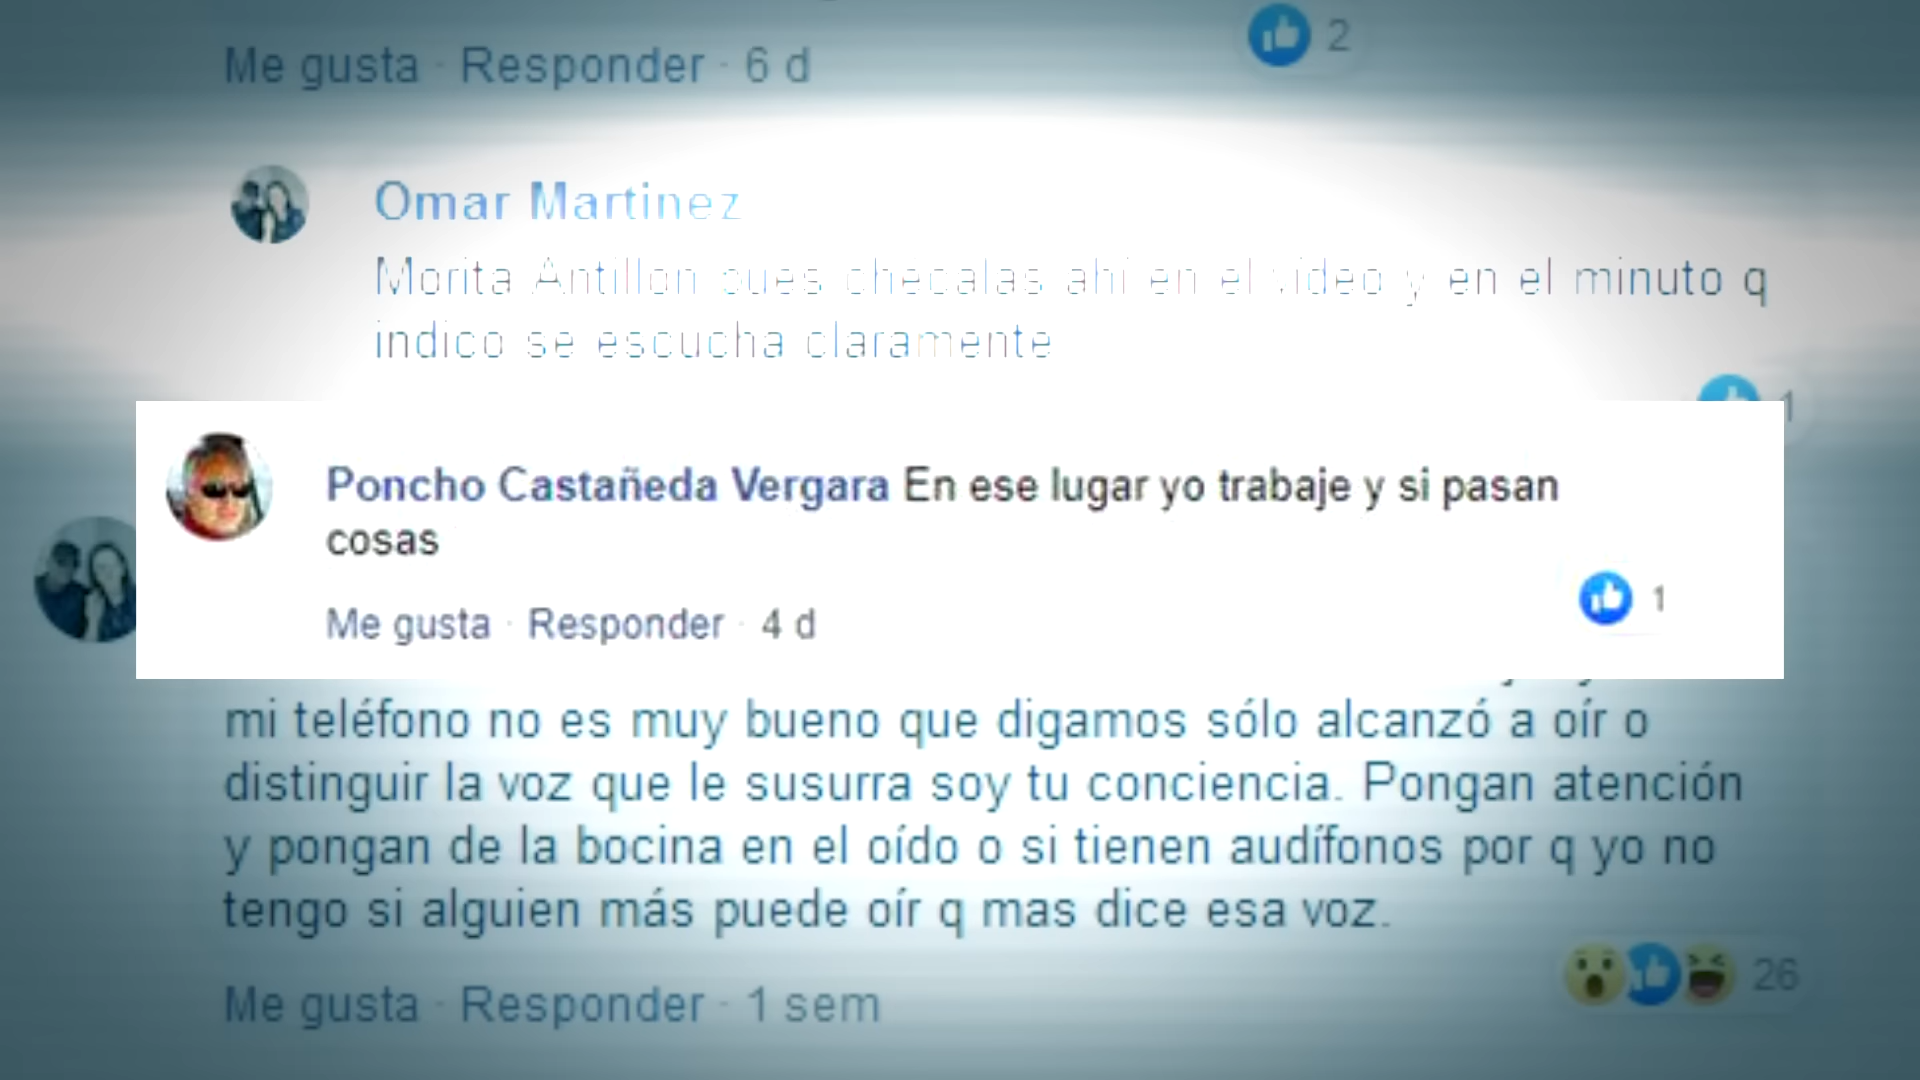 Me gusta · Responder · 6 d
2
Omar Martinez
Morita Antillon pues checalas ahi en el video y en el minuto q
indico se escucha claramente
1
Poncho Castañeda Vergara En ese lugar yo trabaje y si pasan
cosas
1
Me gusta · Responder · 4 d
mi teléfono no es muy bueno que digamos sólo alcanzó a oír o
distinguir la voz que le susurra soy tu conciencia. Pongan atención
y pongan de la bocina en el oído o si tienen audífonos por q yo no
tengo si alguien más puede oír q mas dice esa voz.
26
Me gusta · Responder · 1 sem